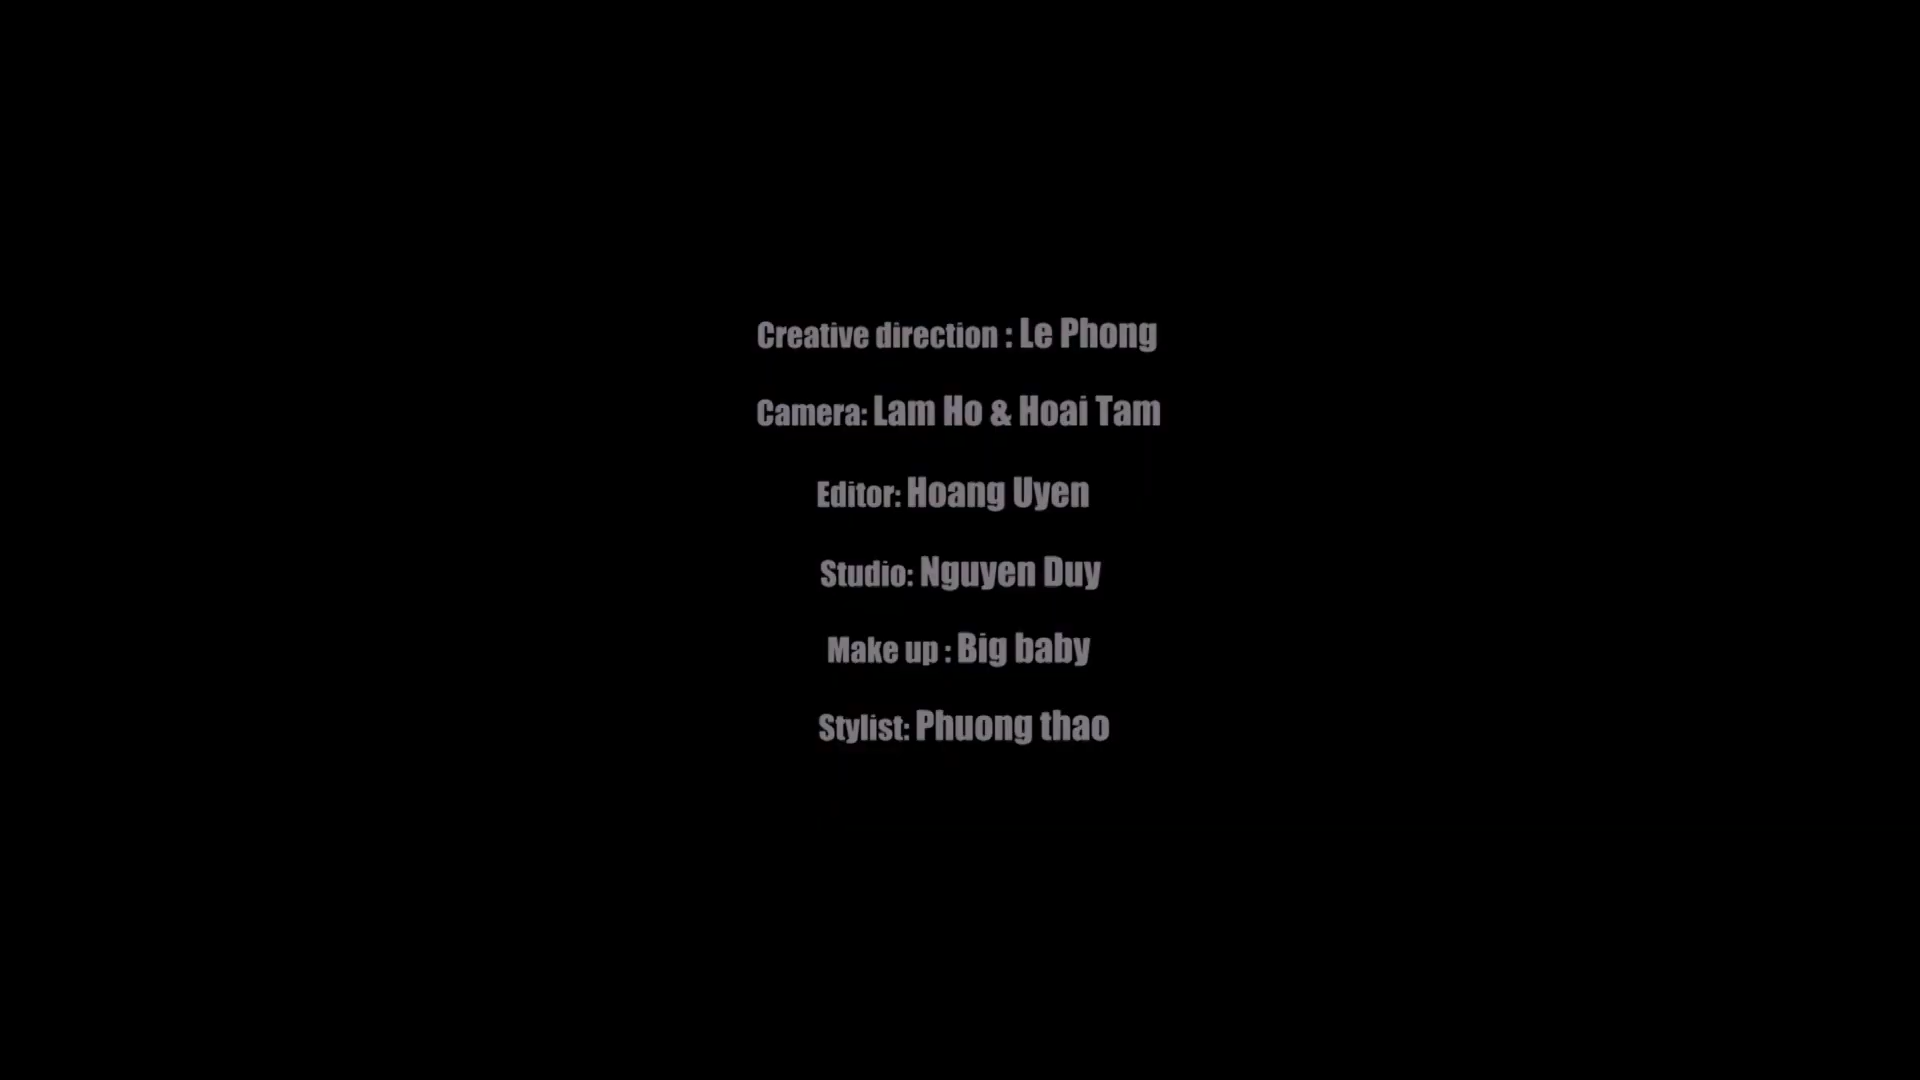 Creative direction : Le Phong
Camera: Lam Ho & Hoai Tam
Editor: Hoang Uyen
Studio: Nguyen Duy
Make up : Big baby
Stylist: Phuong thao